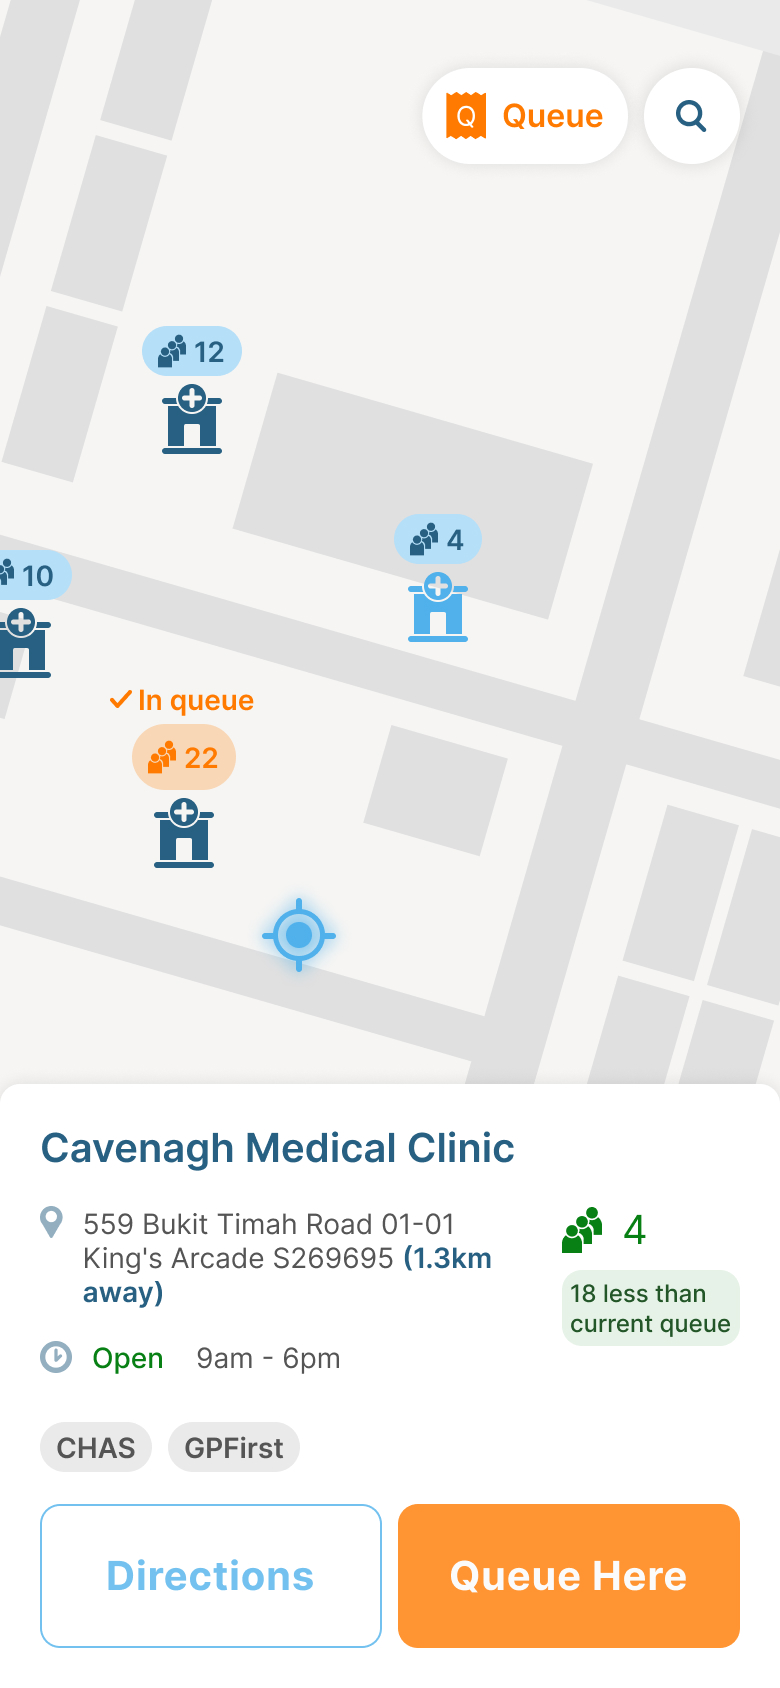 Q Queue
12
4
10
In queue
22
Cavenagh Medical Clinic
559 Bukit Timah Road 01-01
King's Arcade S269695 (1.3km
away)
4
18 less than
current queue
Open 9am - 6pm
CHAS GPFirst
Directions Queue Here